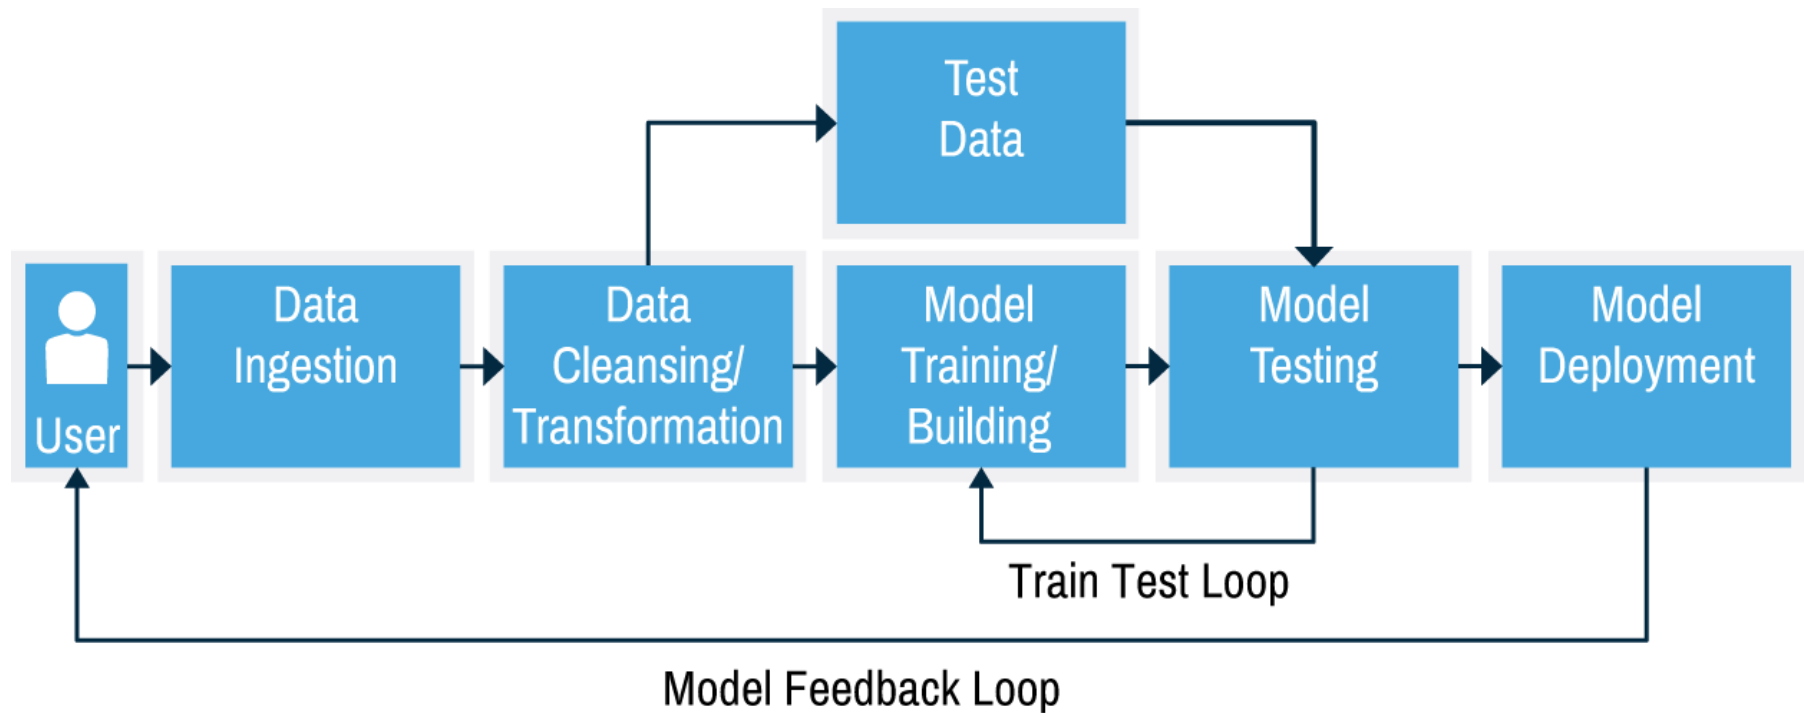 Test
Data
User
Data
Ingestion
Data
Cleansing/
Transformation
Model
Training/
Building
Model
Testing
Model
Deployment
Train Test Loop
Model Feedback Loop